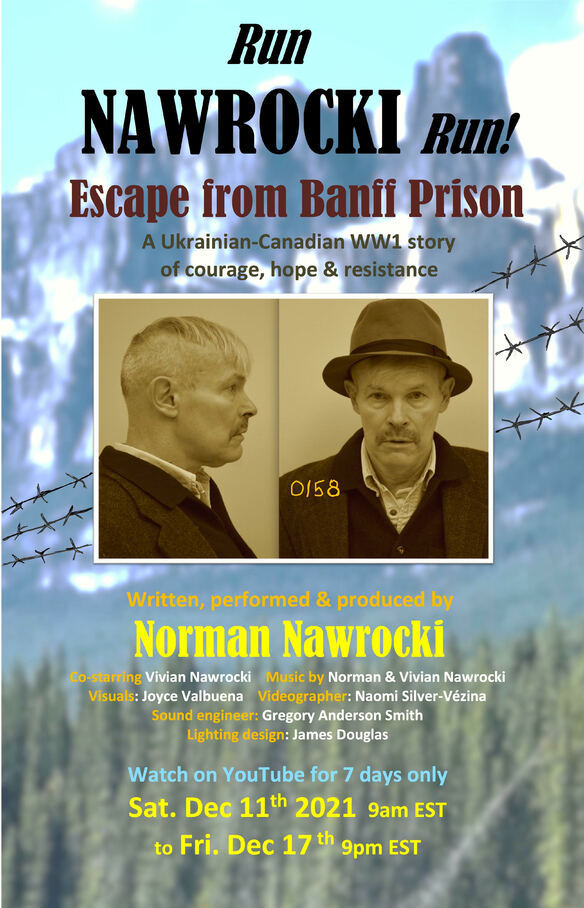 Run
NAWROCKI Run!
Escape from Banff Prison
A Ukrainian-Canadian WW1 story
of courage, hope & resistance
0158
Written, performed & produced by
Norman Nawrocki
Co-starring Vivian Nawrocki Music by Norman & Vivian Nawrocki
Visuals: Joyce Valbuena Videographer: Naomi Silver-Vézina
Sound engineer: Gregory Anderson Smith
Lighting design: James Douglas
Watch on YouTube for 7 days only
Sat. Dec 11th 2021 9am EST
to Fri. Dec 17th 9pm EST